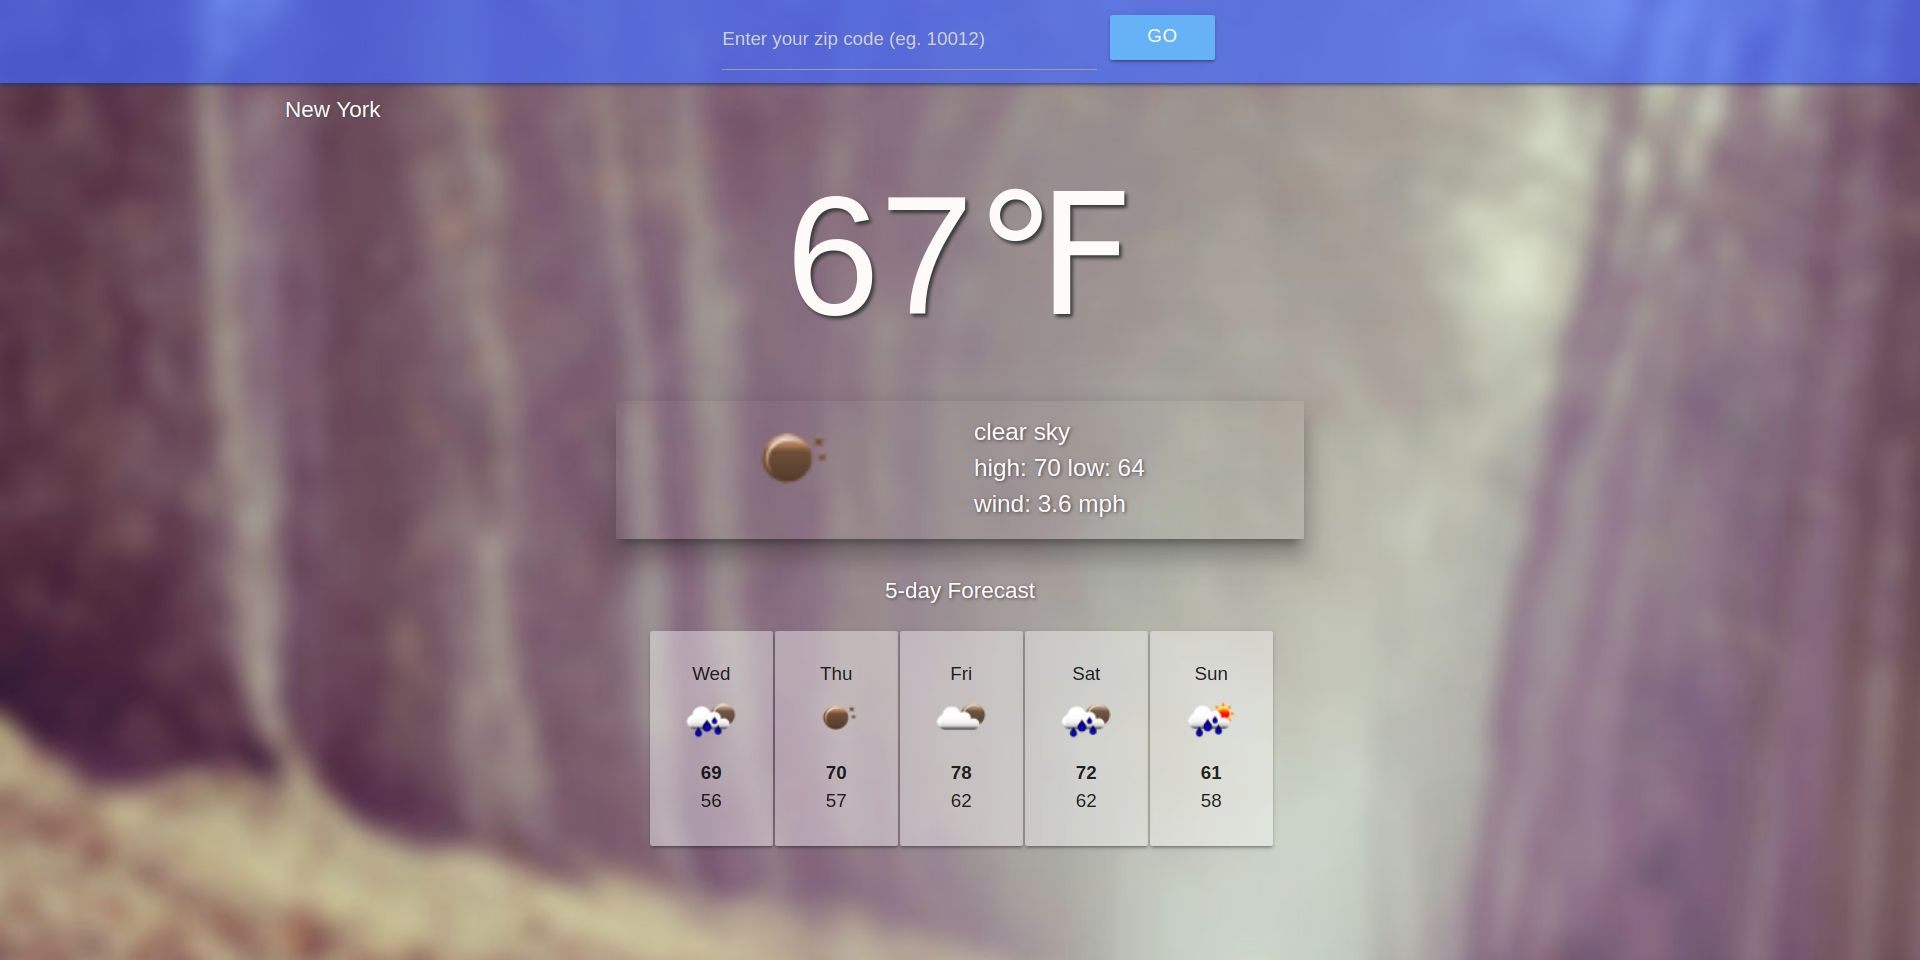 Enter your zip code (eg. 10012)
GO
New York
67°F
clear sky
high: 70 low: 64
wind: 3.6 mph
5-day Forecast
Wed
69
56
Thu
70
57
Fri
78
62
Sat
72
62
Sun
61
58